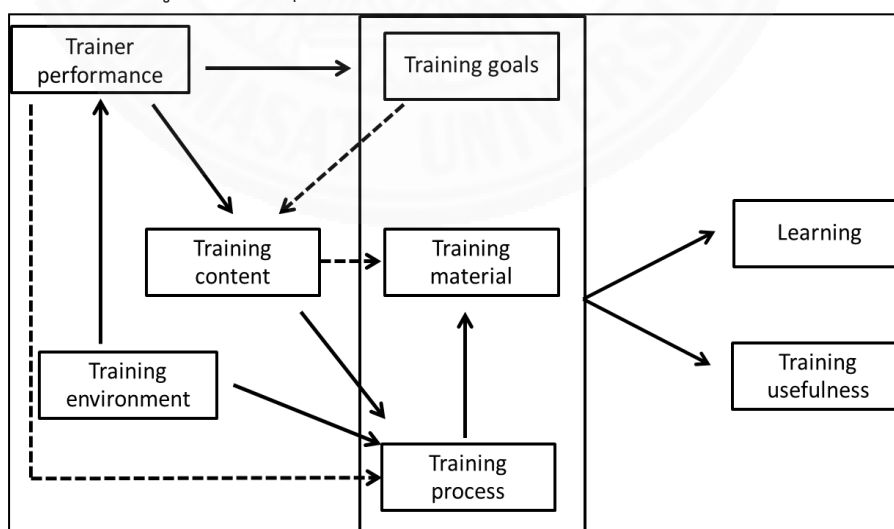 Trainer
performance
Training goals
Training
content
Training
material
Learning
Training
environment
Training
usefulness
Training
process